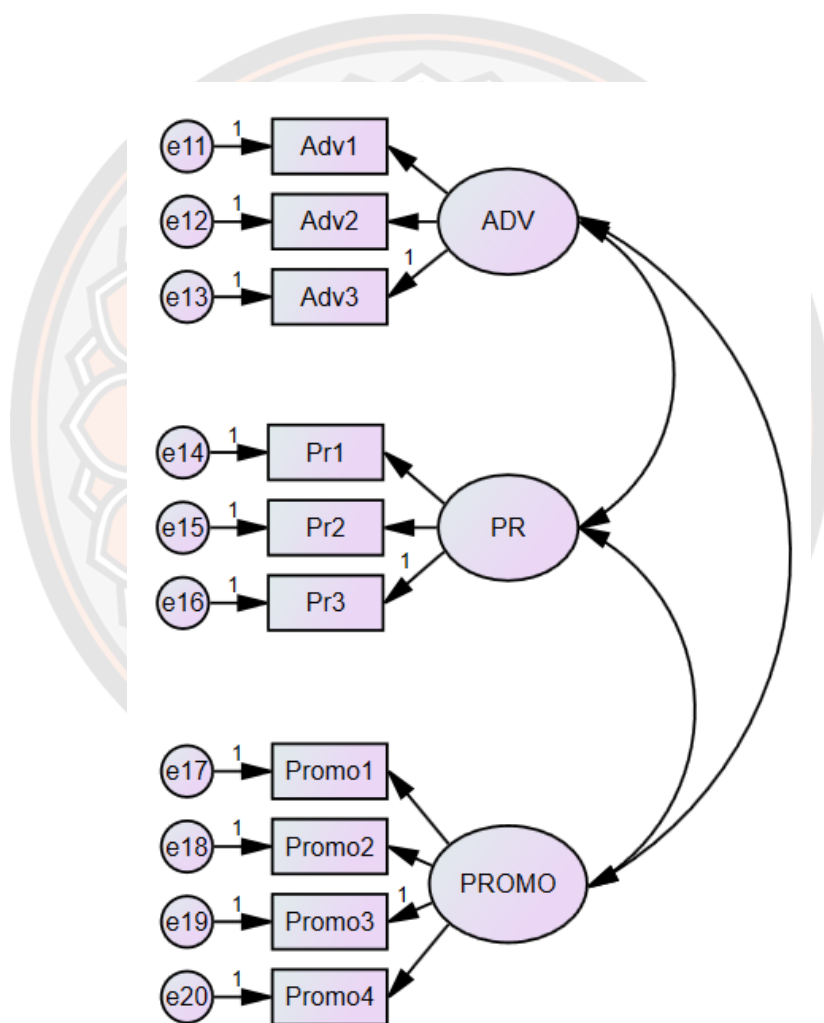 e11 1 Adv1
e12 1 Adv2 ADV
e13 1 Adv3 1
e14 1 Pr1
e15 1 Pr2 PR
e16 1 Pr3 1
e17 1 Promo1
e18 1 Promo2 PROMO
e19 1 Promo3 1
e20 1 Promo4